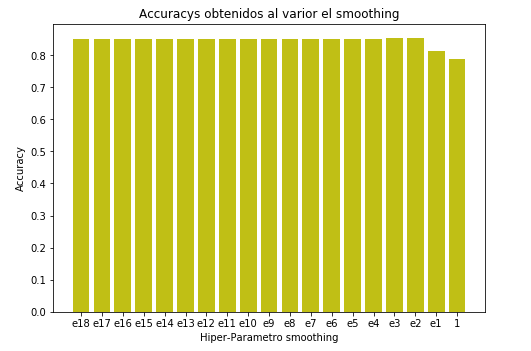 Accuracys obtenidos al varior el smoothing
Accuracy
0.8
0.7
0.6
0.5
0.4
0.3
0.2
0.1
0.0
e18 e17 e16 e15 e14 e13 e12 e11 e10 e9 e8 e7 e6 e5 e4 e3 e2 e1 1
Hiper-Parametro smoothing